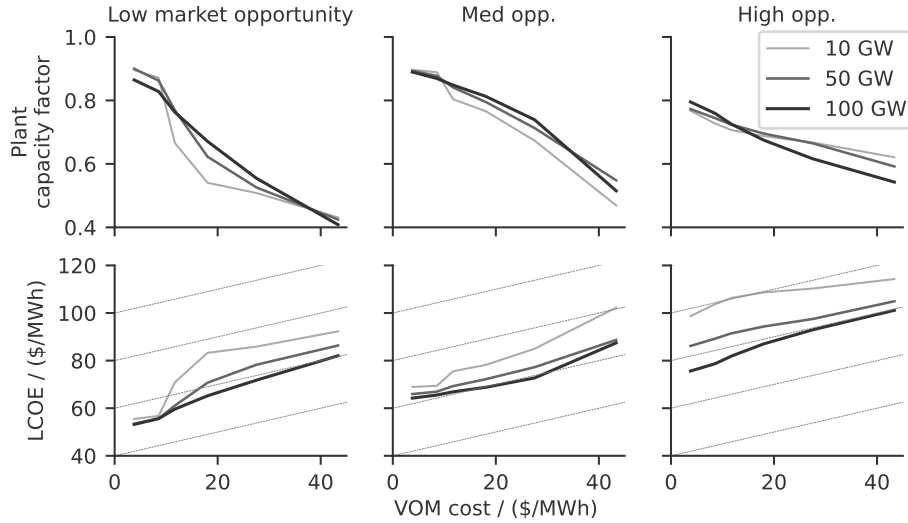 Low market opportunity
Med opp.
High opp.
Plant
capacity factor
1.0
0.8
0.6
0.4
10 GW
50 GW
100 GW
0
20
40
0
20
40
0
20
40
LCOE / ($/MWh)
120
100
80
60
40
VOM cost / ($/MWh)